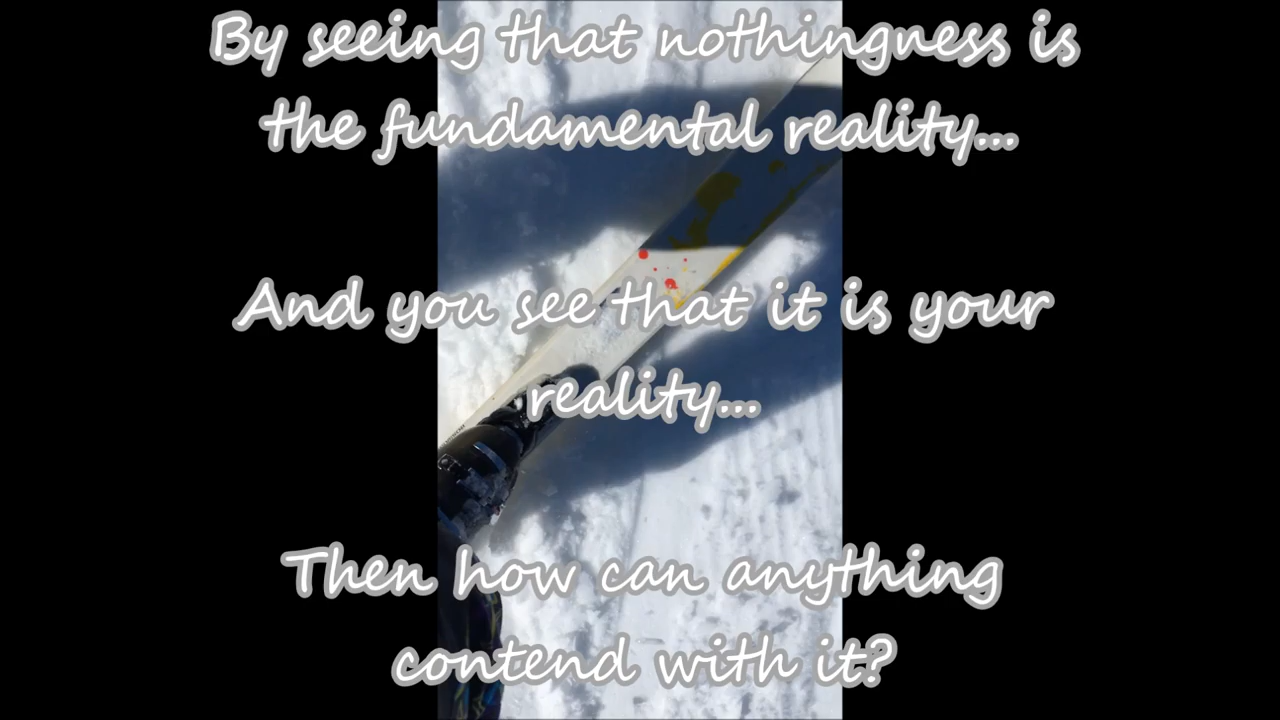 By seeing that nothingness is
the fundamental reality...
And you see that it is your
reality...
Then how can anything
contend with it?